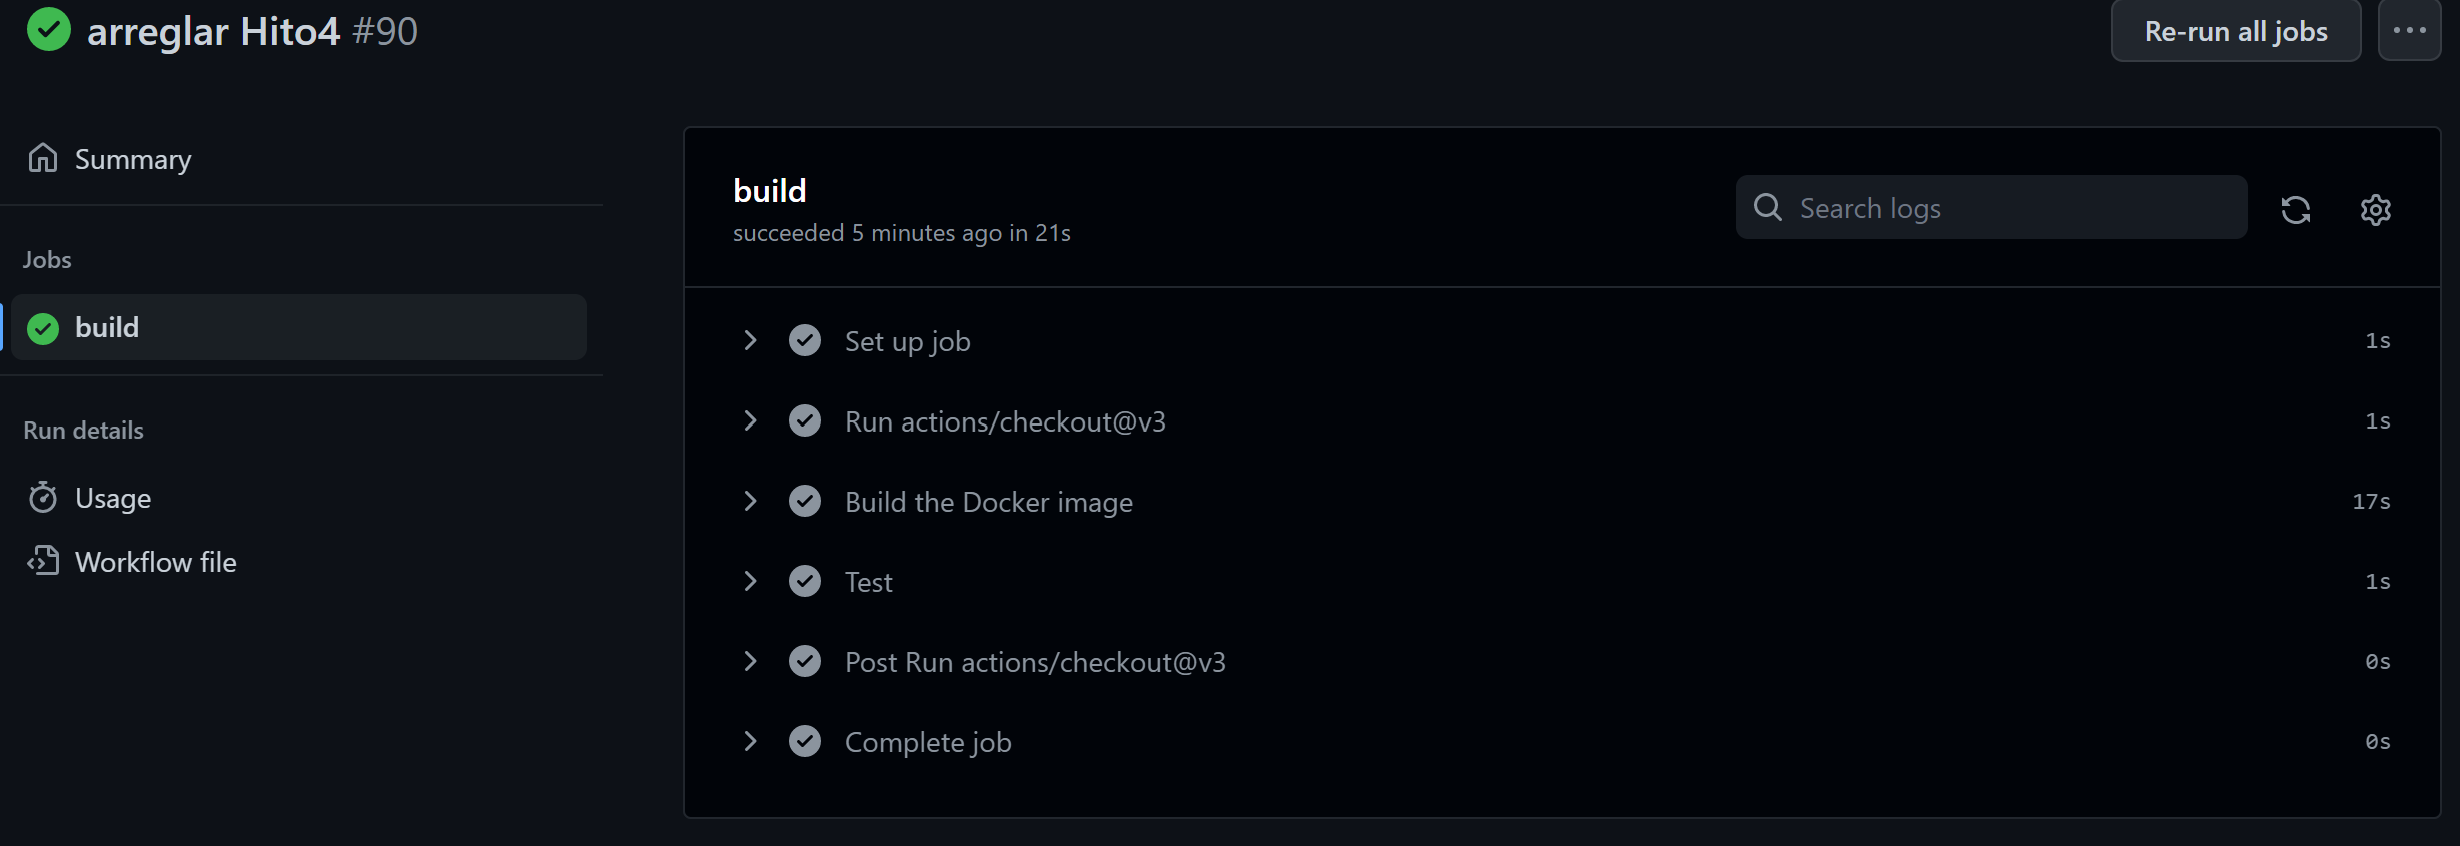 arreglar Hito4 #90
Re-run all jobs
Summary
Jobs
build
Run details
Usage
Workflow file
build
succeeded 5 minutes ago in 21s
Search logs
Set up job 1s
Run actions/checkout@v3 1s
Build the Docker image 17s
Test 1s
Post Run actions/checkout@v3 0s
Complete job 0s